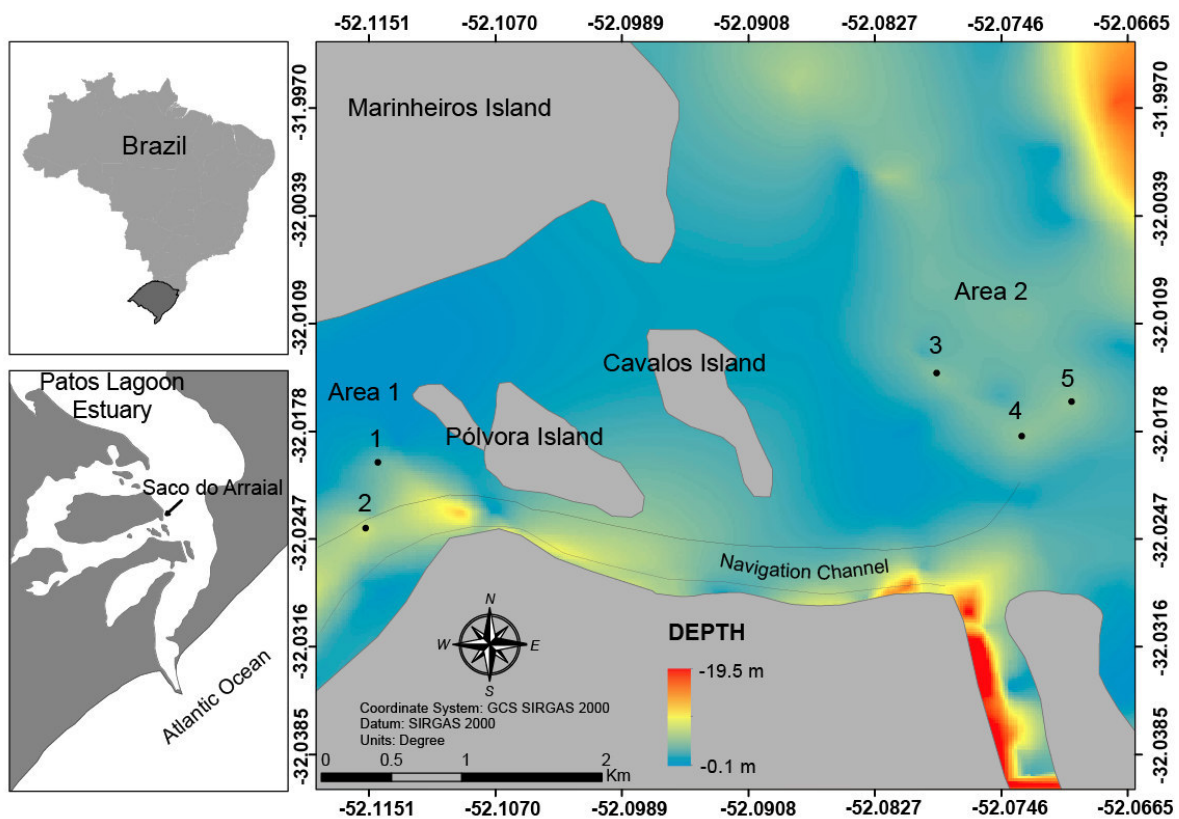 Brazil
Patos Lagoon
Estuary
Saco do Arraial
Atlantic Ocean
-52.1151 -52.1070 -52.0989 -52.0908 -52.0827 -52.0746 -52.0665
-31.9970
-32.0039
-32.0109
-32.0178
-32.0247
-32.0316
-32.0385
Marinheiros Island
Area 2
Cavalos Island
3
5
Area 1
4
Pólvora Island
1
2
Navigation Channel
N
W E
S
DEPTH
-19.5 m
-0.1 m
Coordinate System: GCS SIRGAS 2000
Datum: SIRGAS 2000
Units: Degree
0 0.5 1 2
Km
-31.9970
-32.0039
-32.0109
-32.0178
-32.0247
-32.0316
-32.0385
-52.1151 -52.1070 -52.0989 -52.0908 -52.0827 -52.0746 -52.0665